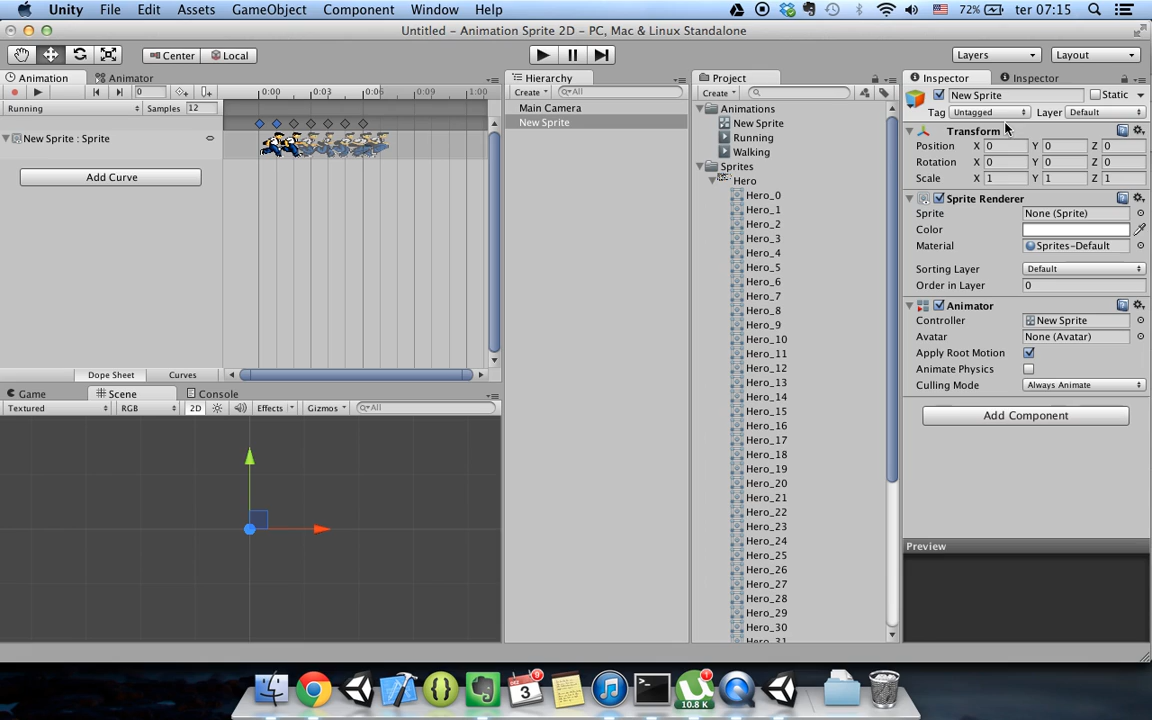 Unity File Edit Assets GameObject Component Window Help 72% ter 07:15
Untitled - Animation Sprite 2D - PC, Mac & Linux Standalone
Center Local Layers Layout
Animation Animator
0 0:00 0:03 0:06 1:00
Running Samples 12
New Sprite : Sprite
Add Curve
Dope Sheet Curves
Game Scene Console
Textured RGB 2D Effects Gizmos All
Hierarchy
Create All
Main Camera
New Sprite
Project
Create
Animations
New Sprite
Running
Walking
Sprites
Hero
Hero_0
Hero_1
Hero_2
Hero_3
Hero_4
Hero_5
Hero_6
Hero_7
Hero_8
Hero_9
Hero_10
Hero_11
Hero_12
Hero_13
Hero_14
Hero_15
Hero_16
Hero_17
Hero_18
Hero_19
Hero_20
Hero_21
Hero_22
Hero_23
Hero_24
Hero_25
Hero_26
Hero_27
Hero_28
Hero_29
Hero_30
Hero_31
Inspector Inspector
New Sprite Static
Tag Untagged Layer Default
Transform
Position X 0 Y 0 Z 0
Rotation X 0 Y 0 Z 0
Scale X 1 Y 1 Z 1
Sprite Renderer
Sprite None (Sprite)
Color
Material Sprites-Default
Sorting Layer Default
Order in Layer 0
Animator
Controller New Sprite
Avatar None (Avatar)
Apply Root Motion
Animate Physics
Culling Mode Always Animate
Add Component
Preview
3
10.8 K